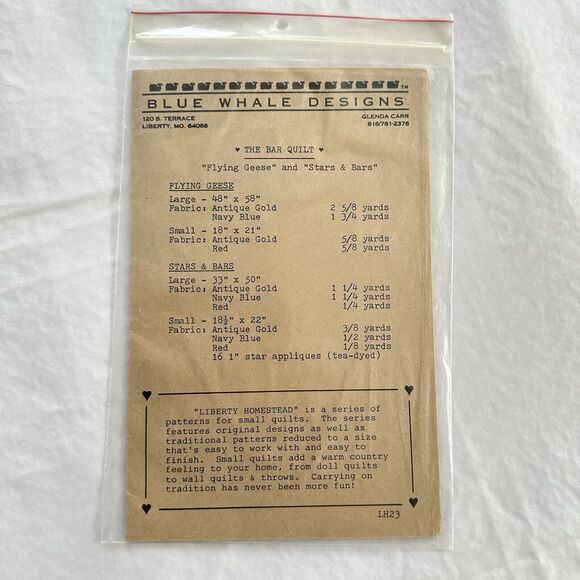 TM
BLUE WHALE DESIGNS
120 S. TERRACE GLENDA CARR
LIBERTY, MO. 64068 816/781-2378
♥ THE BAR QUILT ♥
"Flying Geese" and "Stars & Bars"
FLYING GEESE
Large - 48" x 58"
Fabric: Antique Gold 2 5/8 yards
Navy Blue 1 3/4 yards
Small - 18" x 21"
Fabric: Antique Gold 5/8 yards
Red 5/8 yards
STARS & BARS
Large - 33" x 50"
Fabric: Antique Gold 1 1/4 yards
Navy Blue 1 1/4 yards
Red 1/4 yards
Small - 18½" x 22"
Fabric: Antique Gold 3/8 yards
Navy Blue 1/2 yards
Red 1/8 yards
16 1" star appliques (tea-dyed)
"LIBERTY HOMESTEAD" is a series of
patterns for small quilts. The series
features original designs as well as
traditional patterns reduced to a size
that's easy to work with and easy to
finish. Small quilts add a warm country
feeling to your home, from doll quilts
to wall quilts & throws. Carrying on
tradition has never been more fun!
LH23